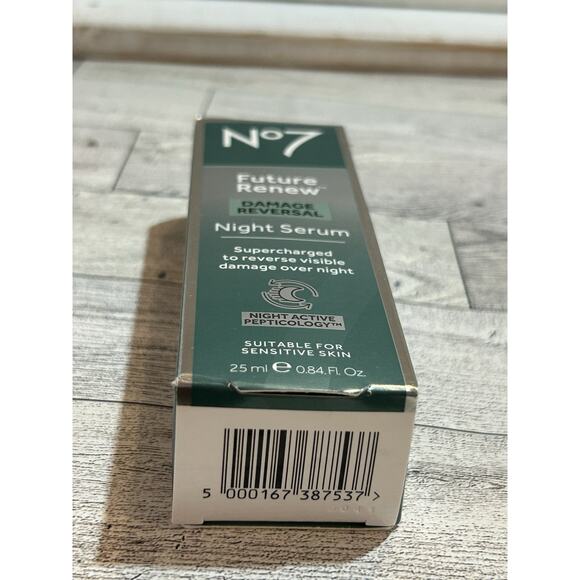 No7
Future
Renew™
DAMAGE
REVERSAL
Night Serum
Supercharged
to reverse visible
damage over night
NIGHT ACTIVE
PEPTICOLOGY™
SUITABLE FOR
SENSITIVE SKIN
25 ml e 0.84 Fl. Oz.
5 000167 387537 >